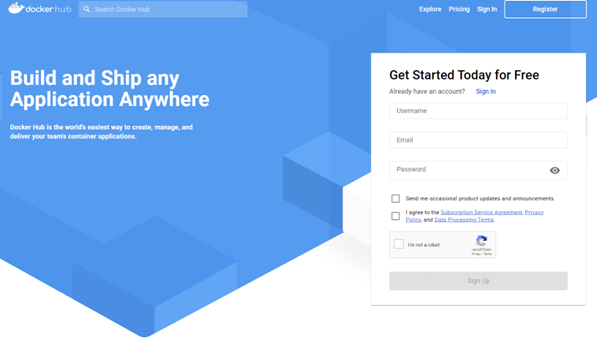 dockerhub
Search Docker Hub
Explore Pricing Sign In Register
Build and Ship any
Application Anywhere
Docker Hub is the world's easiest way to create, manage, and
deliver your team's container applications.
Get Started Today for Free
Already have an account? Sign In
Username
Email
Password
Send me occasional product updates and announcements.
I agree to the Subscription Service Agreement, Privacy
Policy, and Data Processing Terms.
I'm not a robot
reCAPTCHA
Privacy - Terms
Sign Up